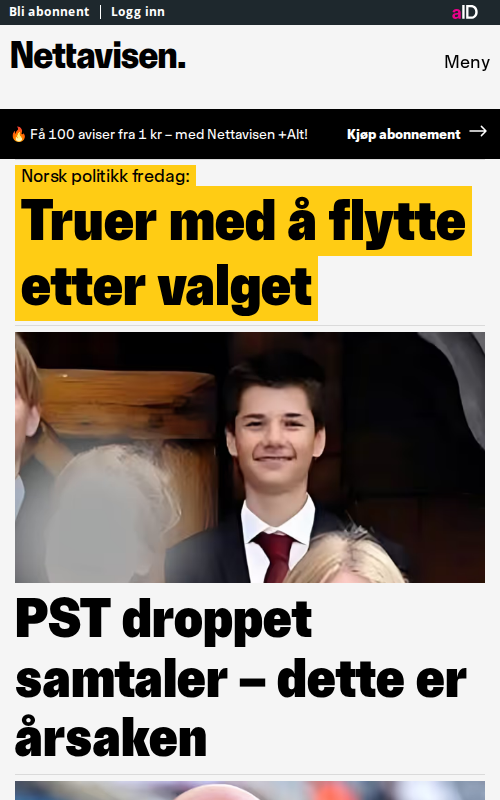 Bli abonnent | Logg inn
aID
Nettavisen.
Meny
🔥 Få 100 aviser fra 1 kr – med Nettavisen +Alt!
Kjøp abonnement →
Norsk politikk fredag:
Truer med å flytte
etter valget
PST droppet
samtaler – dette er
årsaken